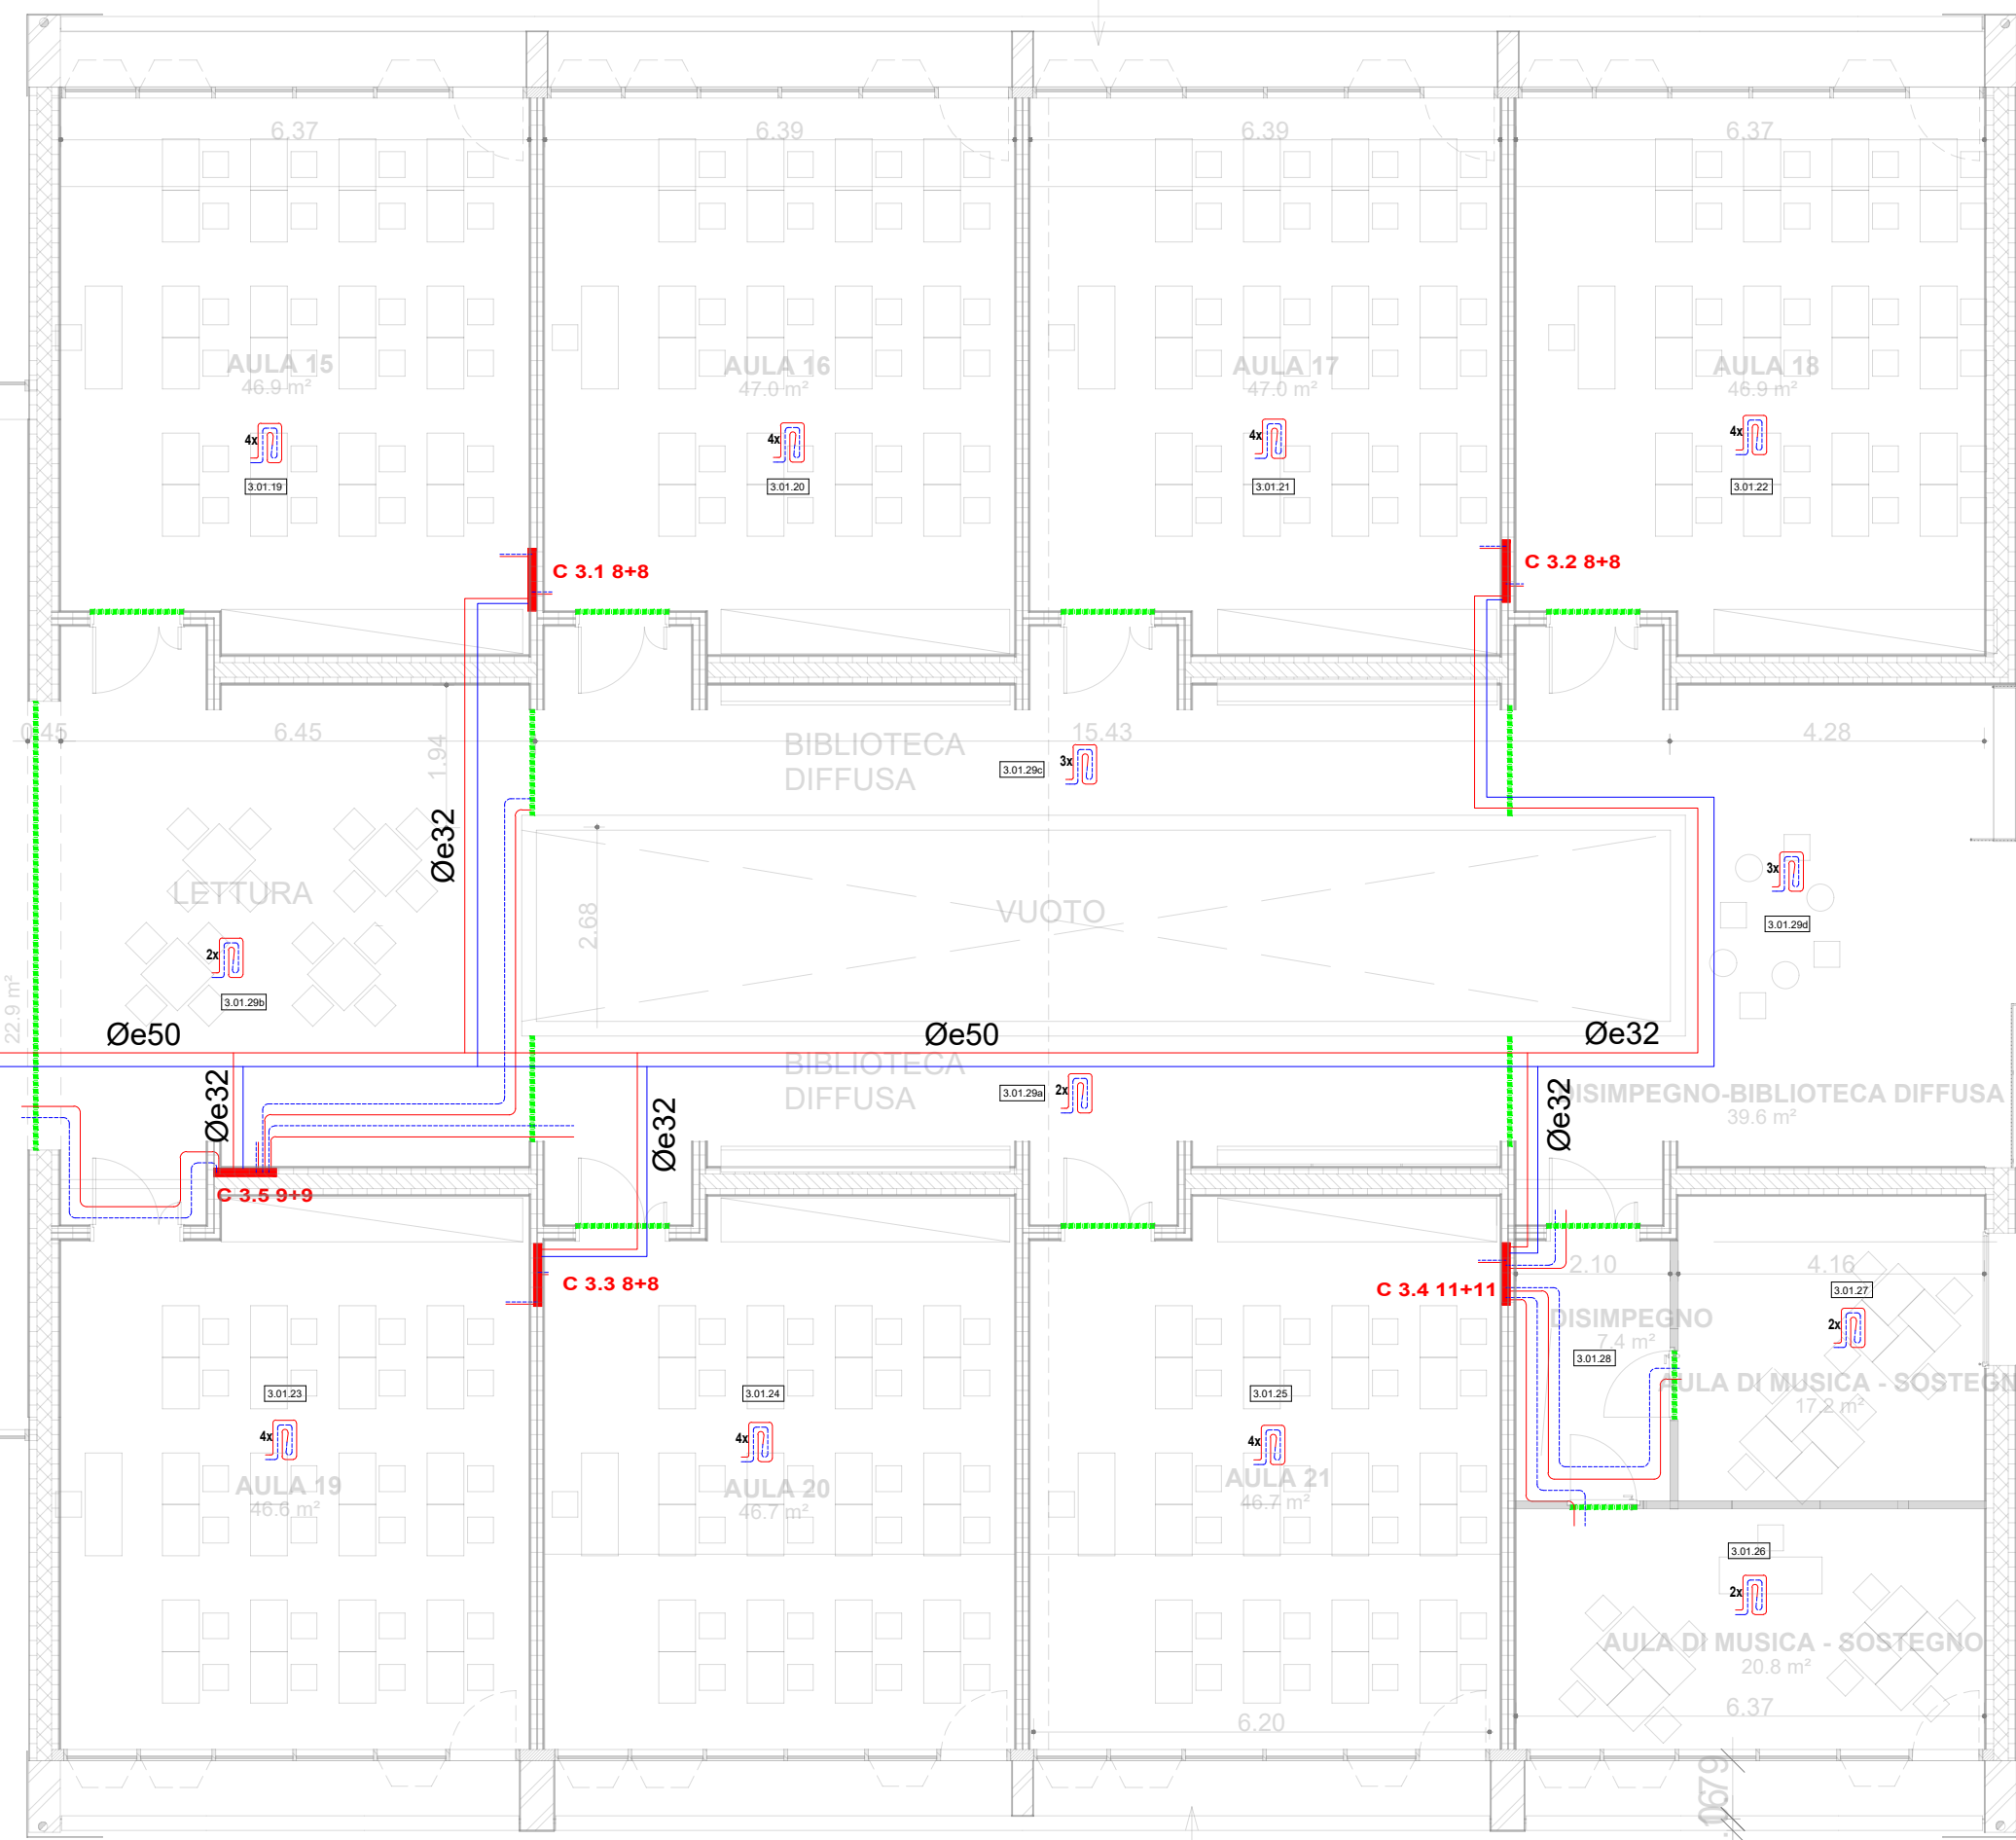 6.37
6.39
6.39
6.37
AULA 15
46.9 m²
AULA 16
47.0 m²
AULA 17
47.0 m²
AULA 18
46.9 m²
4x
4x
4x
4x
3.01.19
3.01.20
3.01.21
3.01.22
C 3.1 8+8
C 3.2 8+8
0.45
6.45
1.94
15.43
4.28
BIBLIOTECA
DIFFUSA
3.01.29c
3x
Øe32
LETTURA
2.68
VUOTO
3x
3.01.29d
2x
3.01.29b
22.9 m²
Øe50
Øe50
Øe32
BIBLIOTECA
DIFFUSA
3.01.29a
2x
Øe32
Øe32
Øe32
DISIMPEGNO-BIBLIOTECA DIFFUSA
39.6 m²
C 3.5 9+9
C 3.3 8+8
C 3.4 11+11
2.10
4.16
3.01.27
2x
DISIMPEGNO
7.4 m²
3.01.28
AULA DI MUSICA - SOSTEGN
17.2 m²
3.01.23
3.01.24
3.01.25
4x
4x
4x
AULA 19
46.6 m²
AULA 20
46.7 m²
AULA 21
46.7 m²
3.01.26
2x
AULA DI MUSICA - SOSTEGNO
20.8 m²
6.20
6.37